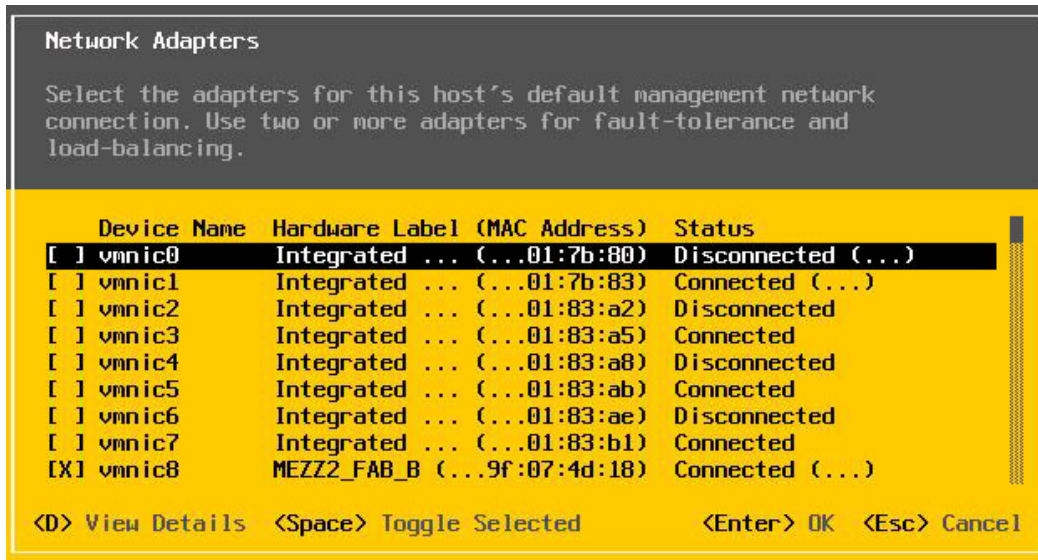 Network Adapters
Select the adapters for this host's default management network
connection. Use two or more adapters for fault-tolerance and
load-balancing.
Device Name Hardware Label (MAC Address) Status
[ ] vmnic0 Integrated ... (...01:7b:80) Disconnected (...)
[ ] vmnic1 Integrated ... (...01:7b:83) Connected (...)
[ ] vmnic2 Integrated ... (...01:83:a2) Disconnected
[ ] vmnic3 Integrated ... (...01:83:a5) Connected
[ ] vmnic4 Integrated ... (...01:83:a8) Disconnected
[ ] vmnic5 Integrated ... (...01:83:ab) Connected
[ ] vmnic6 Integrated ... (...01:83:ae) Disconnected
[ ] vmnic7 Integrated ... (...01:83:b1) Connected
[X] vmnic8 MEZZ2_FAB_B (...9f:07:4d:18) Connected (...)
<D> View Details <Space> Toggle Selected <Enter> OK <Esc> Cancel